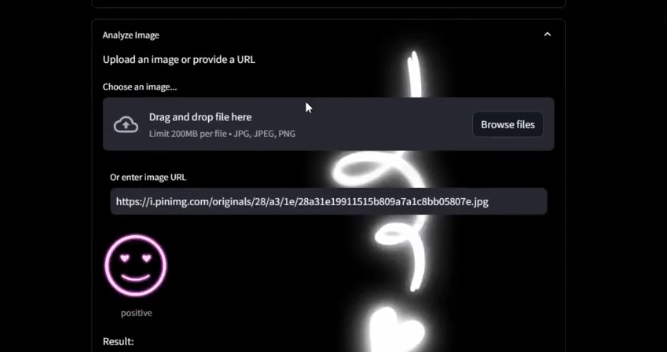 Analyze Image
Upload an image or provide a URL
Choose an image...
Drag and drop file here
Limit 200MB per file • JPG, JPEG, PNG
Browse files
Or enter image URL
https://i.pinimg.com/originals/28/a3/1e/28a31e19911515b809a7a1c8bb05807e.jpg
positive
Result: